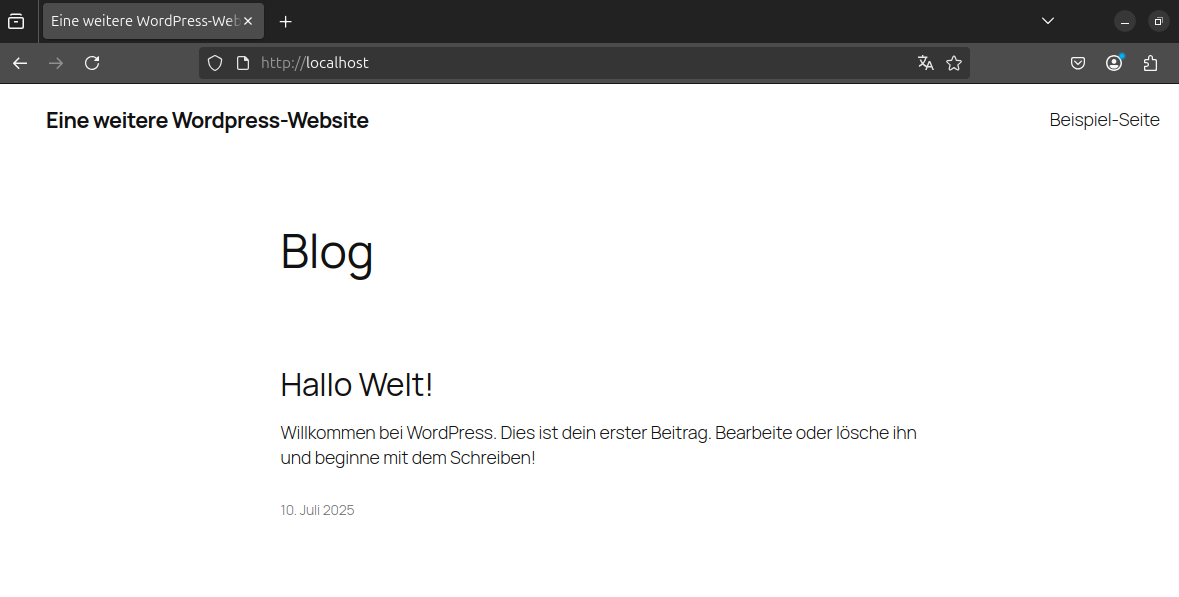 Eine weitere WordPress-Web
http://localhost
Eine weitere Wordpress-Website
Beispiel-Seite
Blog
Hallo Welt!
Willkommen bei WordPress. Dies ist dein erster Beitrag. Bearbeite oder lösche ihn
und beginne mit dem Schreiben!
10. Juli 2025